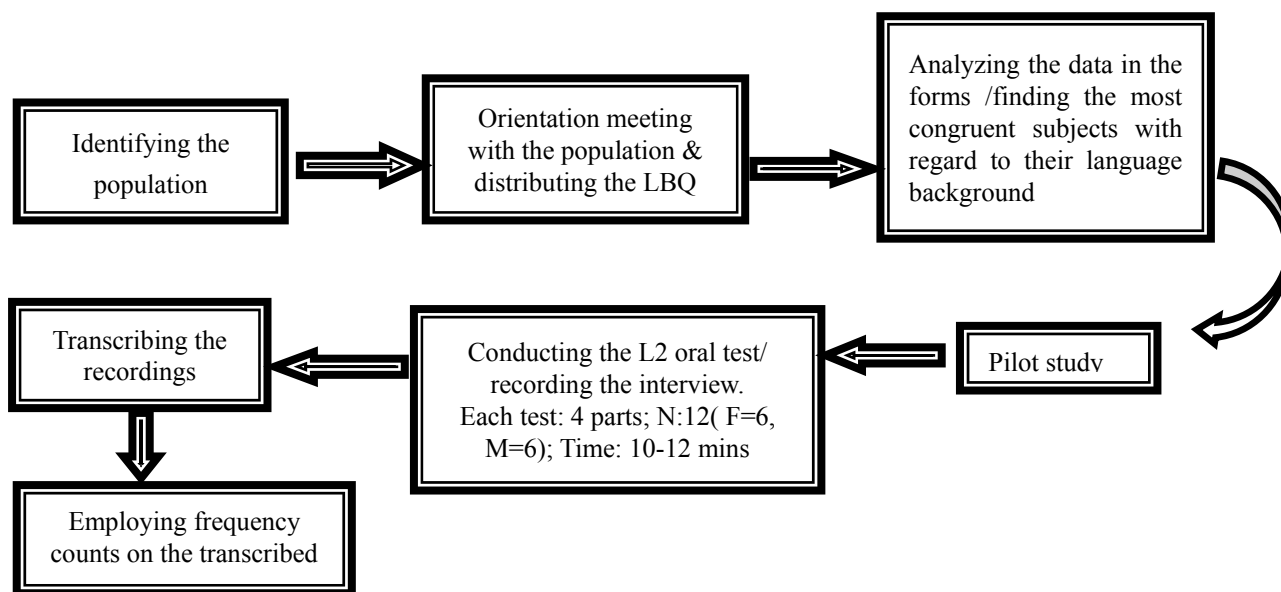 Identifying the
population
Orientation meeting
with the population &
distributing the LBQ
Analyzing the data in the
forms /finding the most
congruent subjects with
regard to their language
background
Pilot study
Conducting the L2 oral test/
recording the interview.
Each test: 4 parts; N:12( F=6,
M=6); Time: 10-12 mins
Transcribing the
recordings
Employing frequency
counts on the transcribed